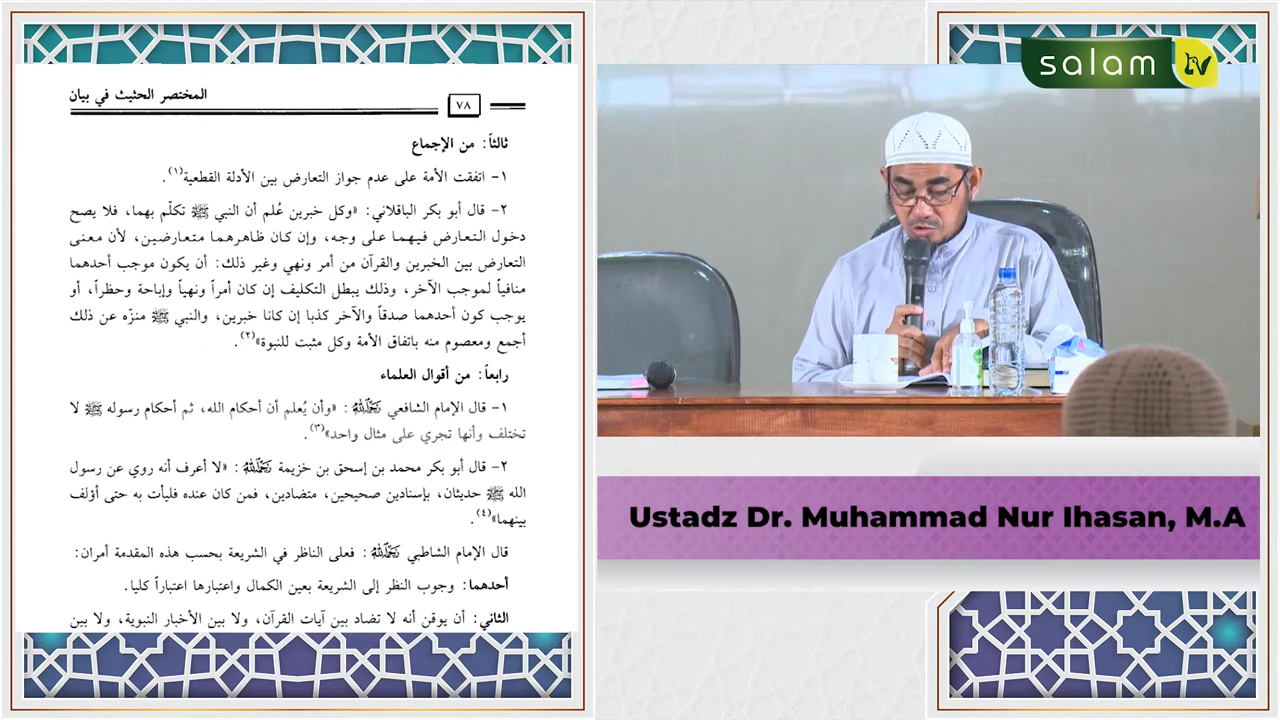 المختصر الحثيث في بيان
٧٨
ثالثاً: من الإجماع
١- اتفقت الأمة على عدم جواز التعارض بين الأدلة القطعية(١).
٢- قال أبو بكر الباقلاني: «وكل خبرين عُلم أن النبي ﷺ تكلّم بهما، فلا يصح
دخول التعارض فيهما على وجه، وإن كان ظاهرهما متعارضين، لأن معنى
التعارض بين الخبرين والقرآن من أمر ونهي وغير ذلك: أن يكون موجب أحدهما
منافياً لموجب الآخر، وذلك يبطل التكليف إن كان أمراً ونهياً وإباحة وحظراً، أو
يوجب كون أحدهما صدقاً والآخر كذبا إن كانا خبرين، والنبي ﷺ منزّه عن ذلك
أجمع ومعصوم منه باتفاق الأمة وكل مثبت للنبوة»(٢).
رابعاً: من أقوال العلماء
١- قال الإمام الشافعي رَحِمَهُ اللَّهُ: «وأن يُعلم أن أحكام الله، ثم أحكام رسوله ﷺ لا
تختلف وأنها تجري على مثال واحد»(٣).
٢- قال أبو بكر محمد بن إسحق بن خزيمة رَحِمَهُ اللَّهُ: «لا أعرف أنه روي عن رسول
الله ﷺ حديثان، بإسنادين صحيحين، متضادين، فمن كان عنده فليأت به حتى أؤلف
بينهما»(٤).
قال الإمام الشاطبي رَحِمَهُ اللَّهُ: فعلى الناظر في الشريعة بحسب هذه المقدمة أمران:
أحدهما: وجوب النظر إلى الشريعة بعين الكمال واعتبارها اعتباراً كليا.
الثاني: أن يوقن أنه لا تضاد بين آيات القرآن، ولا بين الأخبار النبوية، ولا بين
salam tv
Ustadz Dr. Muhammad Nur Ihasan, M.A